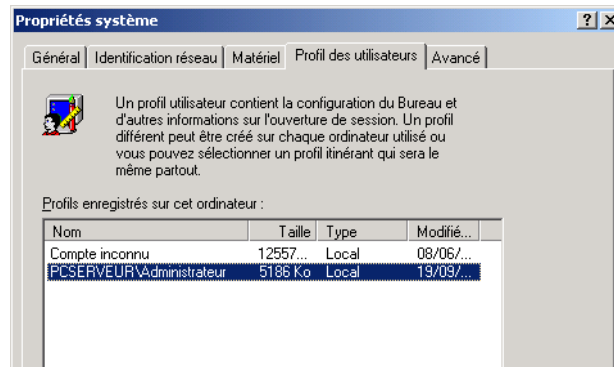 Propriétés système
Général Identification réseau Matériel Profil des utilisateurs Avancé
Un profil utilisateur contient la configuration du Bureau et
d'autres informations sur l'ouverture de session. Un profil
différent peut être créé sur chaque ordinateur utilisé ou
vous pouvez sélectionner un profil itinérant qui sera le
même partout.
Profils enregistrés sur cet ordinateur :
Nom Taille Type Modifié...
Compte inconnu 12557... Local 08/06/...
PCSERVEUR\Administrateur 5186 Ko Local 19/09/...